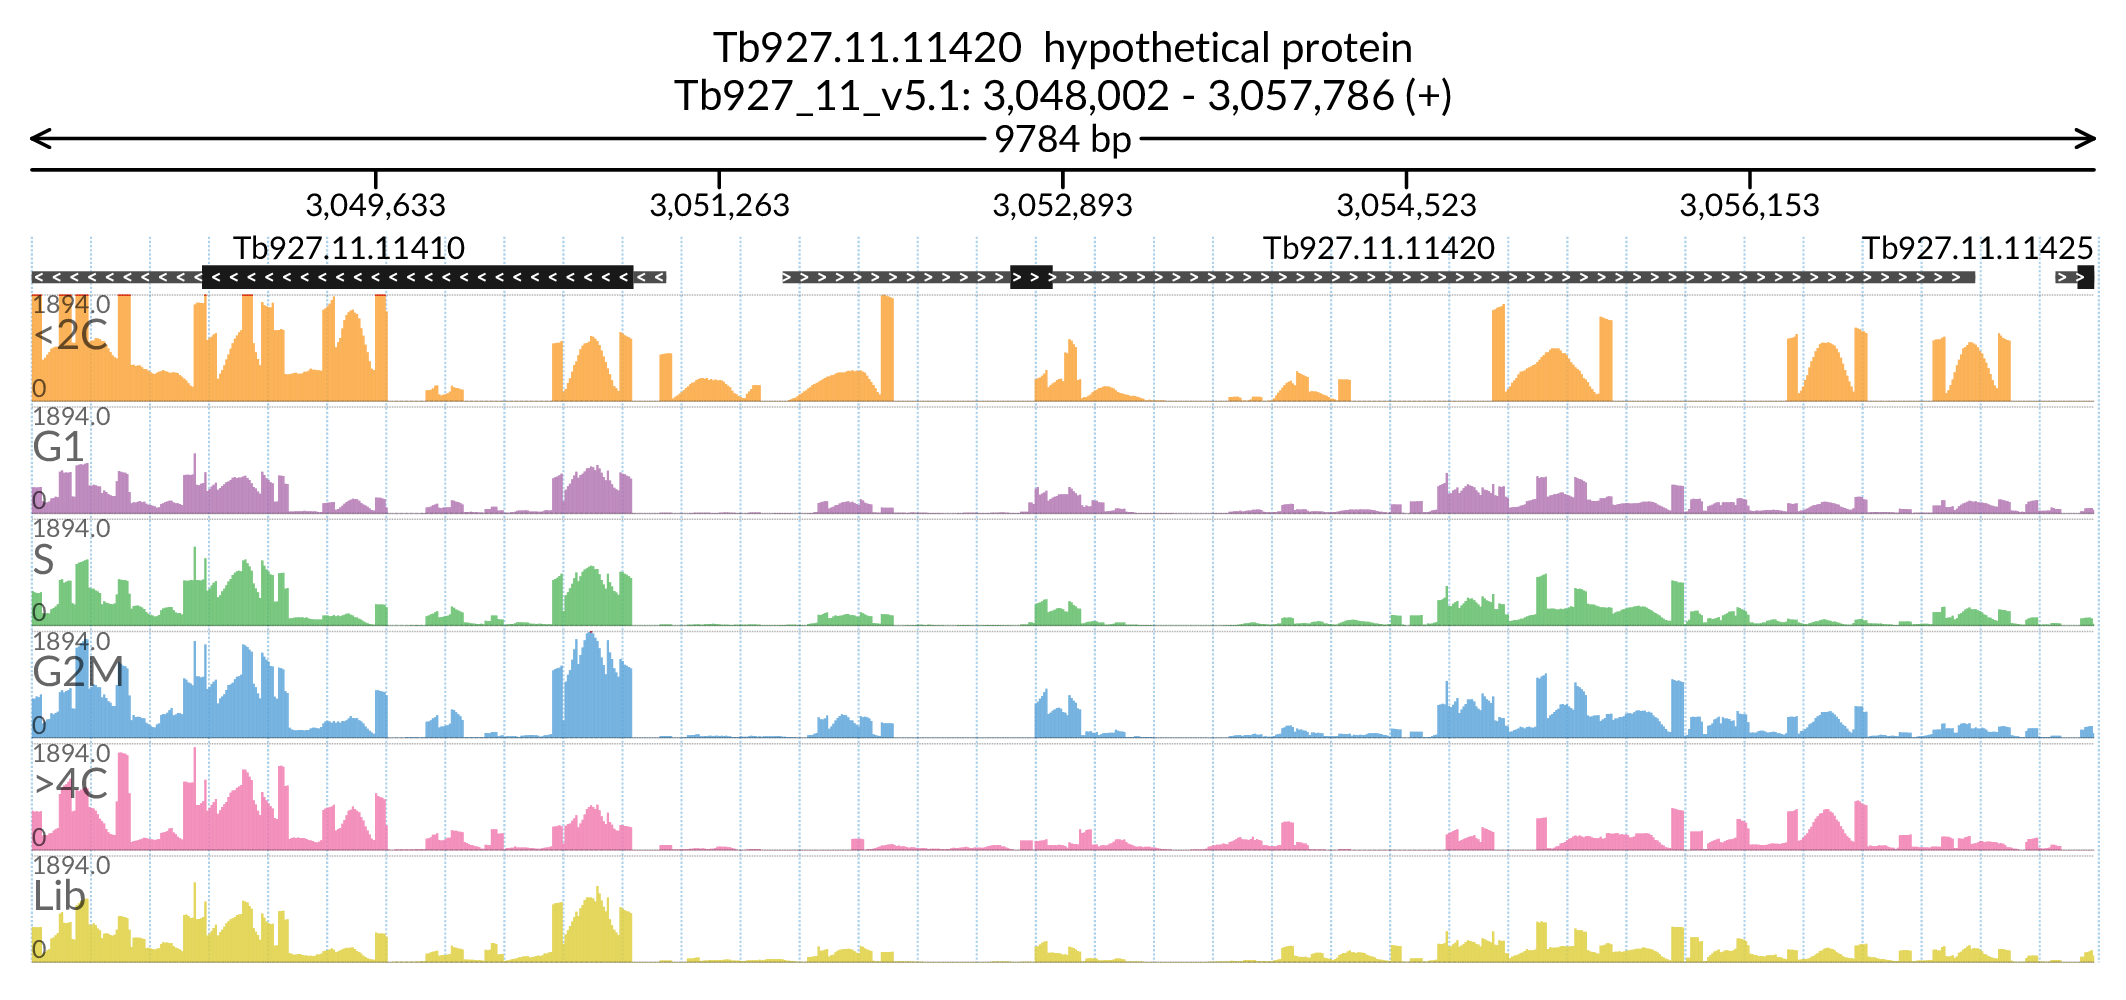 Tb927.11.11420  hypothetical protein
Tb927_11_v5.1: 3,048,002 - 3,057,786 (+)
9784 bp
3,049,633 3,051,263 3,052,893 3,054,523 3,056,153
Tb927.11.11410 Tb927.11.11420 Tb927.11.11425
1894.0
<2C
0
1894.0
G1
0
1894.0
S
0
1894.0
G2M
0
1894.0
>4C
0
1894.0
Lib
0